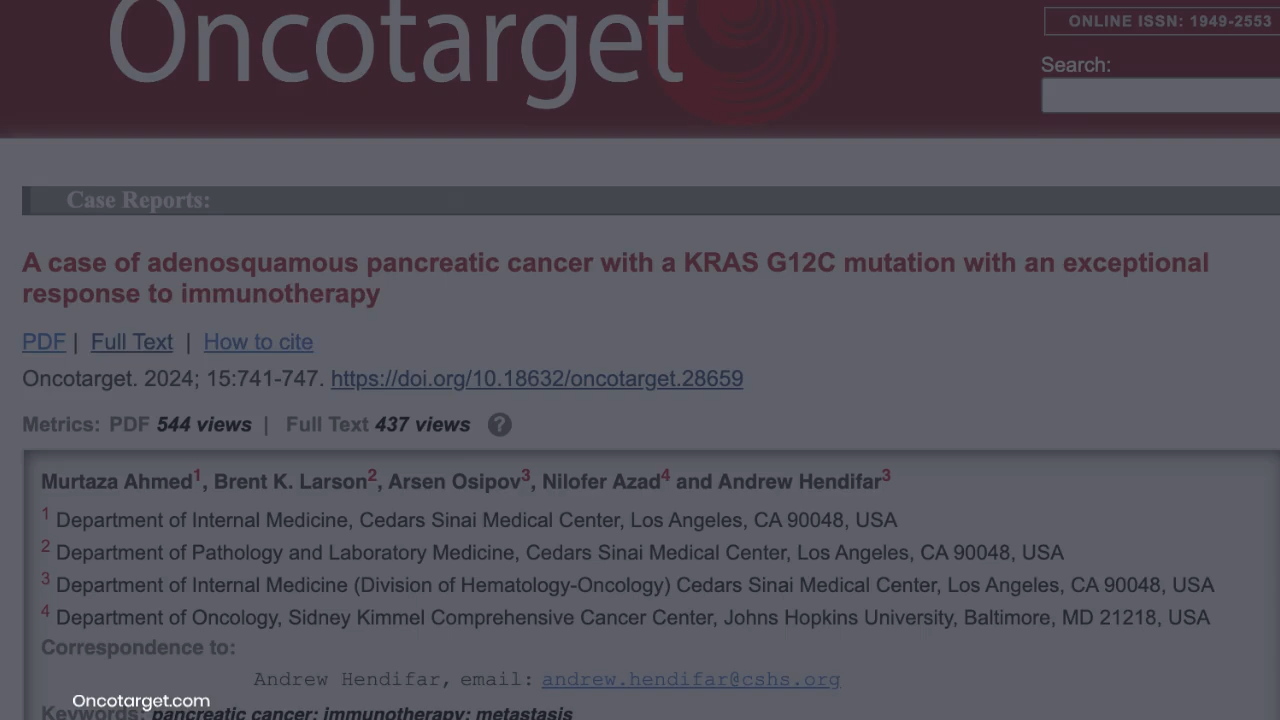 Oncotarget
ONLINE ISSN: 1949-2553
Search:
Case Reports:
A case of adenosquamous pancreatic cancer with a KRAS G12C mutation with an exceptional
response to immunotherapy
PDF | Full Text | How to cite
Oncotarget. 2024; 15:741-747. https://doi.org/10.18632/oncotarget.28659
Metrics: PDF 544 views | Full Text 437 views ?
Murtaza Ahmed1, Brent K. Larson2, Arsen Osipov3, Nilofer Azad4 and Andrew Hendifar3
1 Department of Internal Medicine, Cedars Sinai Medical Center, Los Angeles, CA 90048, USA
2 Department of Pathology and Laboratory Medicine, Cedars Sinai Medical Center, Los Angeles, CA 90048, USA
3 Department of Internal Medicine (Division of Hematology-Oncology) Cedars Sinai Medical Center, Los Angeles, CA 90048, USA
4 Department of Oncology, Sidney Kimmel Comprehensive Cancer Center, Johns Hopkins University, Baltimore, MD 21218, USA
Correspondence to:
Andrew Hendifar, email: andrew.hendifar@cshs.org
Oncotarget.com
Keywords: pancreatic cancer; immunotherapy; metastasis